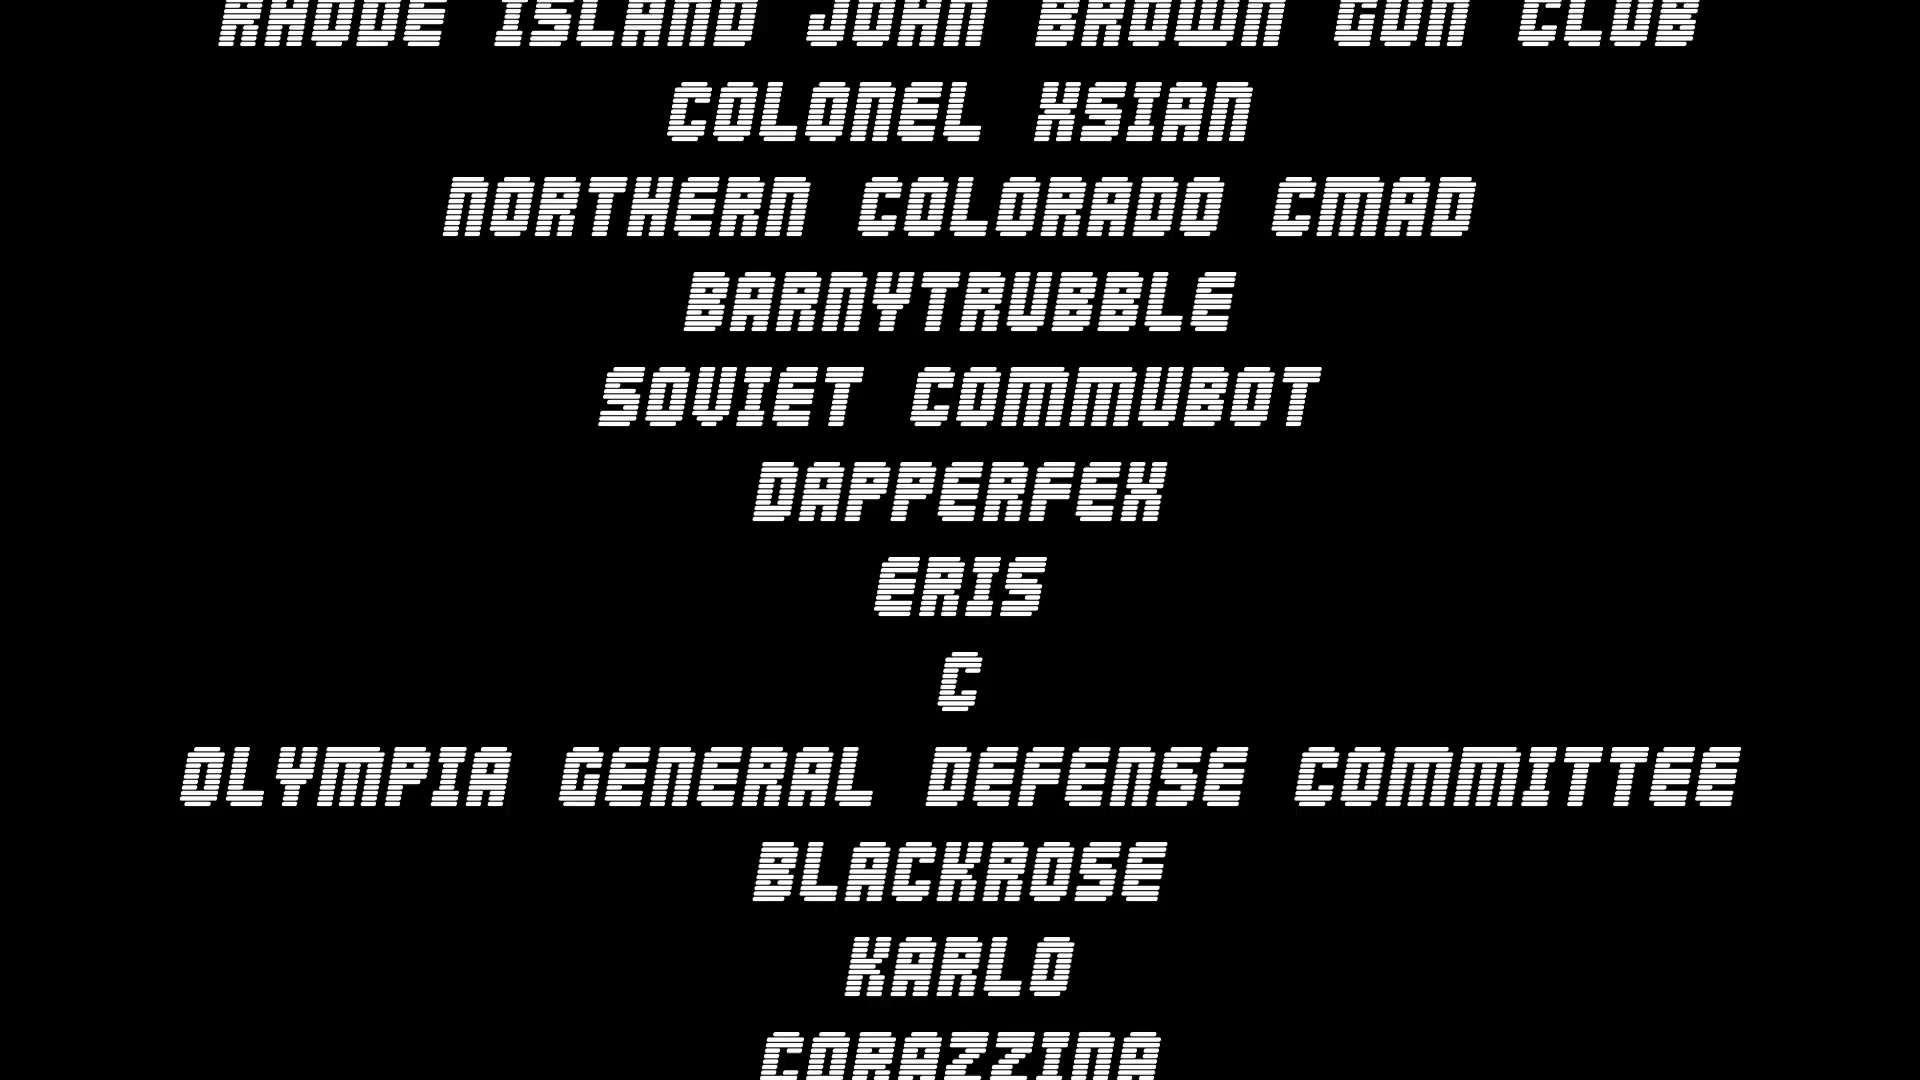 RHODE ISLAND JOHN BROWN GUN CLUB
COLONEL XSIAN
NORTHERN COLORADO CMAD
BARNYTRUBBLE
SOVIET COMMUBOT
DAPPERFEX
ERIS
C
OLYMPIA GENERAL DEFENSE COMMITTEE
BLACKROSE
KARLO
CORAZZINA